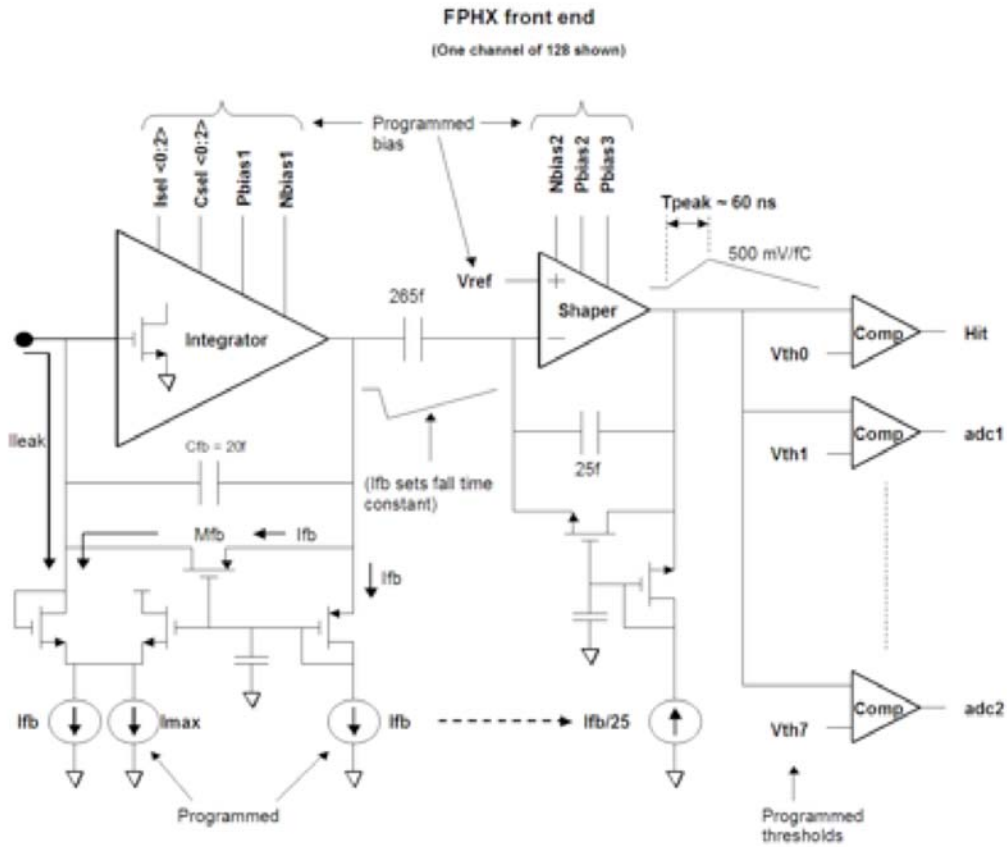 FPHX front end
(One channel of 128 shown)
Isel <0:2>
Csel <0:2>
Pbias1
Nbias1
Programmed
bias
Nbias2
Pbias2
Pbias3
Tpeak ~ 60 ns
500 mV/fC
Vref
265f
+
−
Integrator
Shaper
Comp
Hit
Vth0
Comp
adc1
Vth1
Ileak
Cfb = 20f
25f
(Ifb sets fall time
constant)
Mfb
Ifb
Ifb
Ifb
Imax
Ifb
Ifb/25
Comp
adc2
Vth7
Programmed
Programmed
thresholds